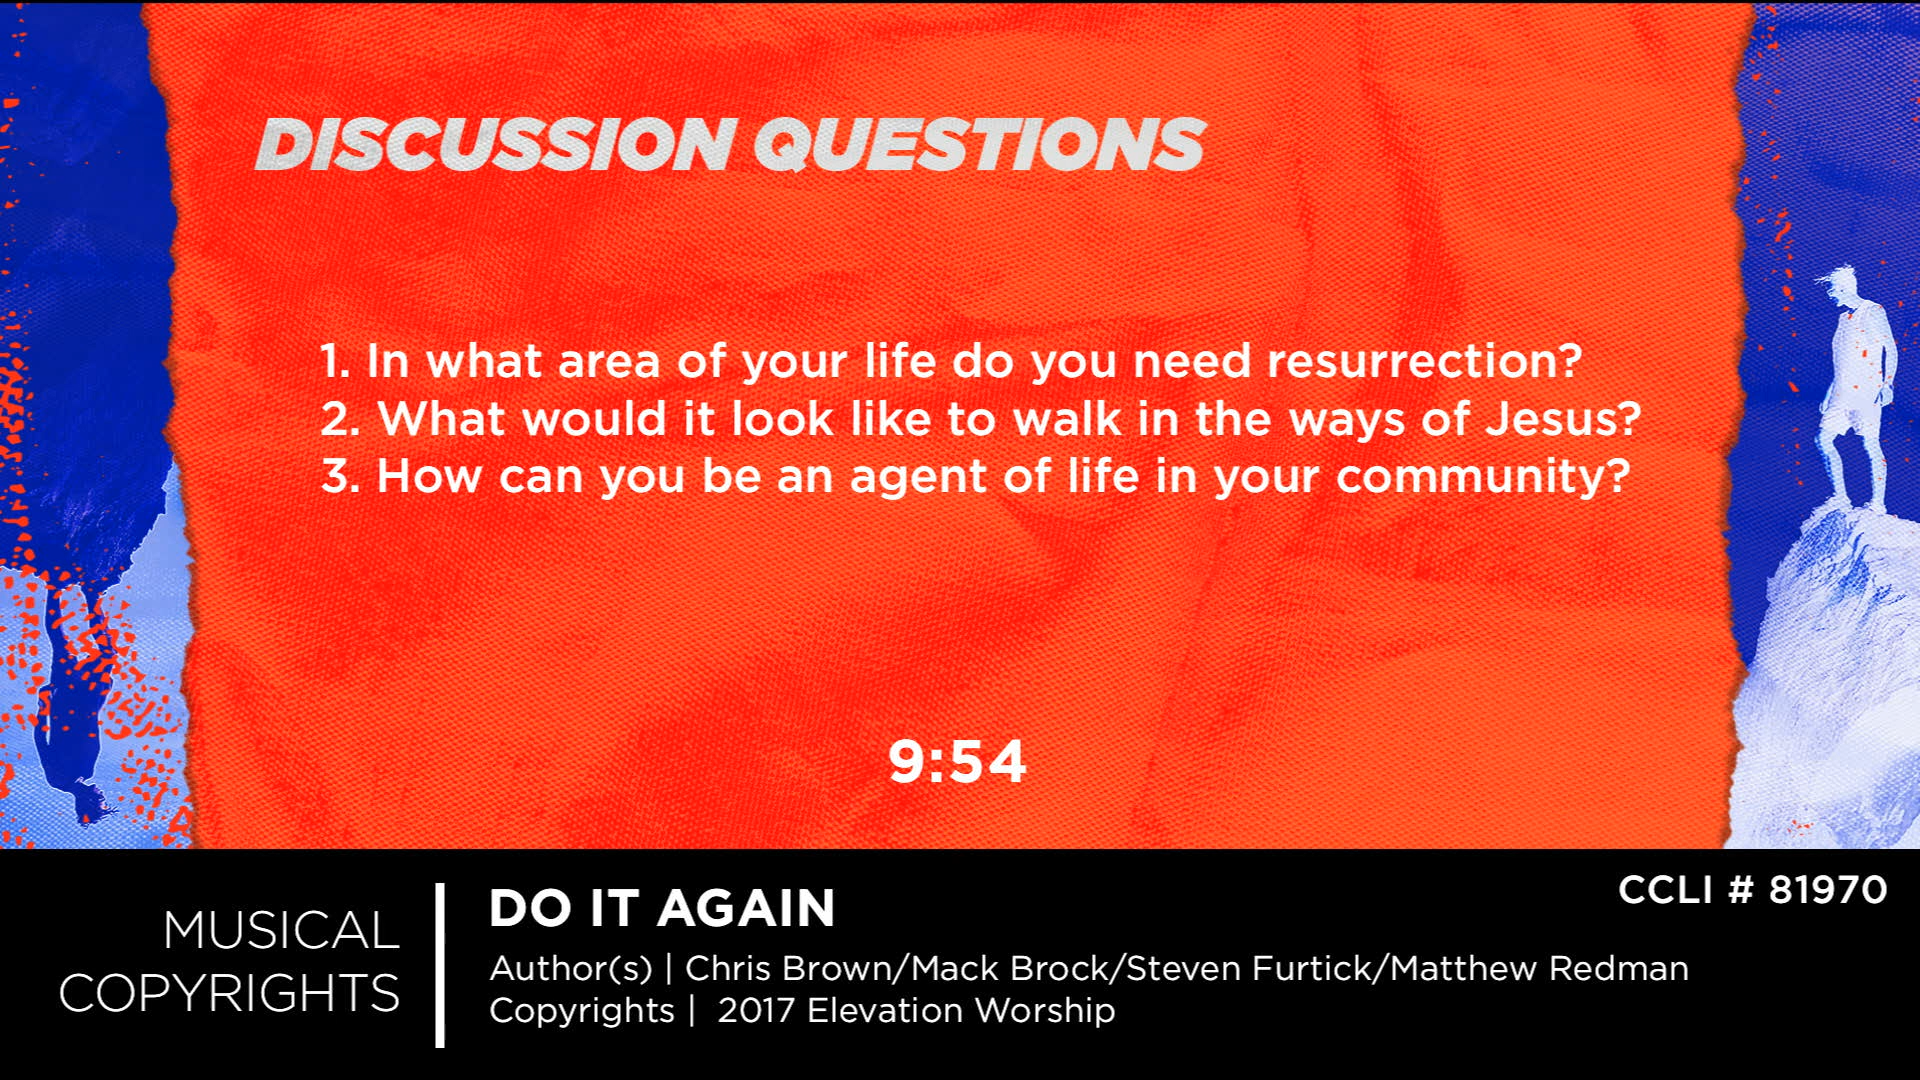 DISCUSSION QUESTIONS
1. In what area of your life do you need resurrection?
2. What would it look like to walk in the ways of Jesus?
3. How can you be an agent of life in your community?
9:54
MUSICAL
COPYRIGHTS
DO IT AGAIN
Author(s) | Chris Brown/Mack Brock/Steven Furtick/Matthew Redman
Copyrights | 2017 Elevation Worship
CCLI # 81970